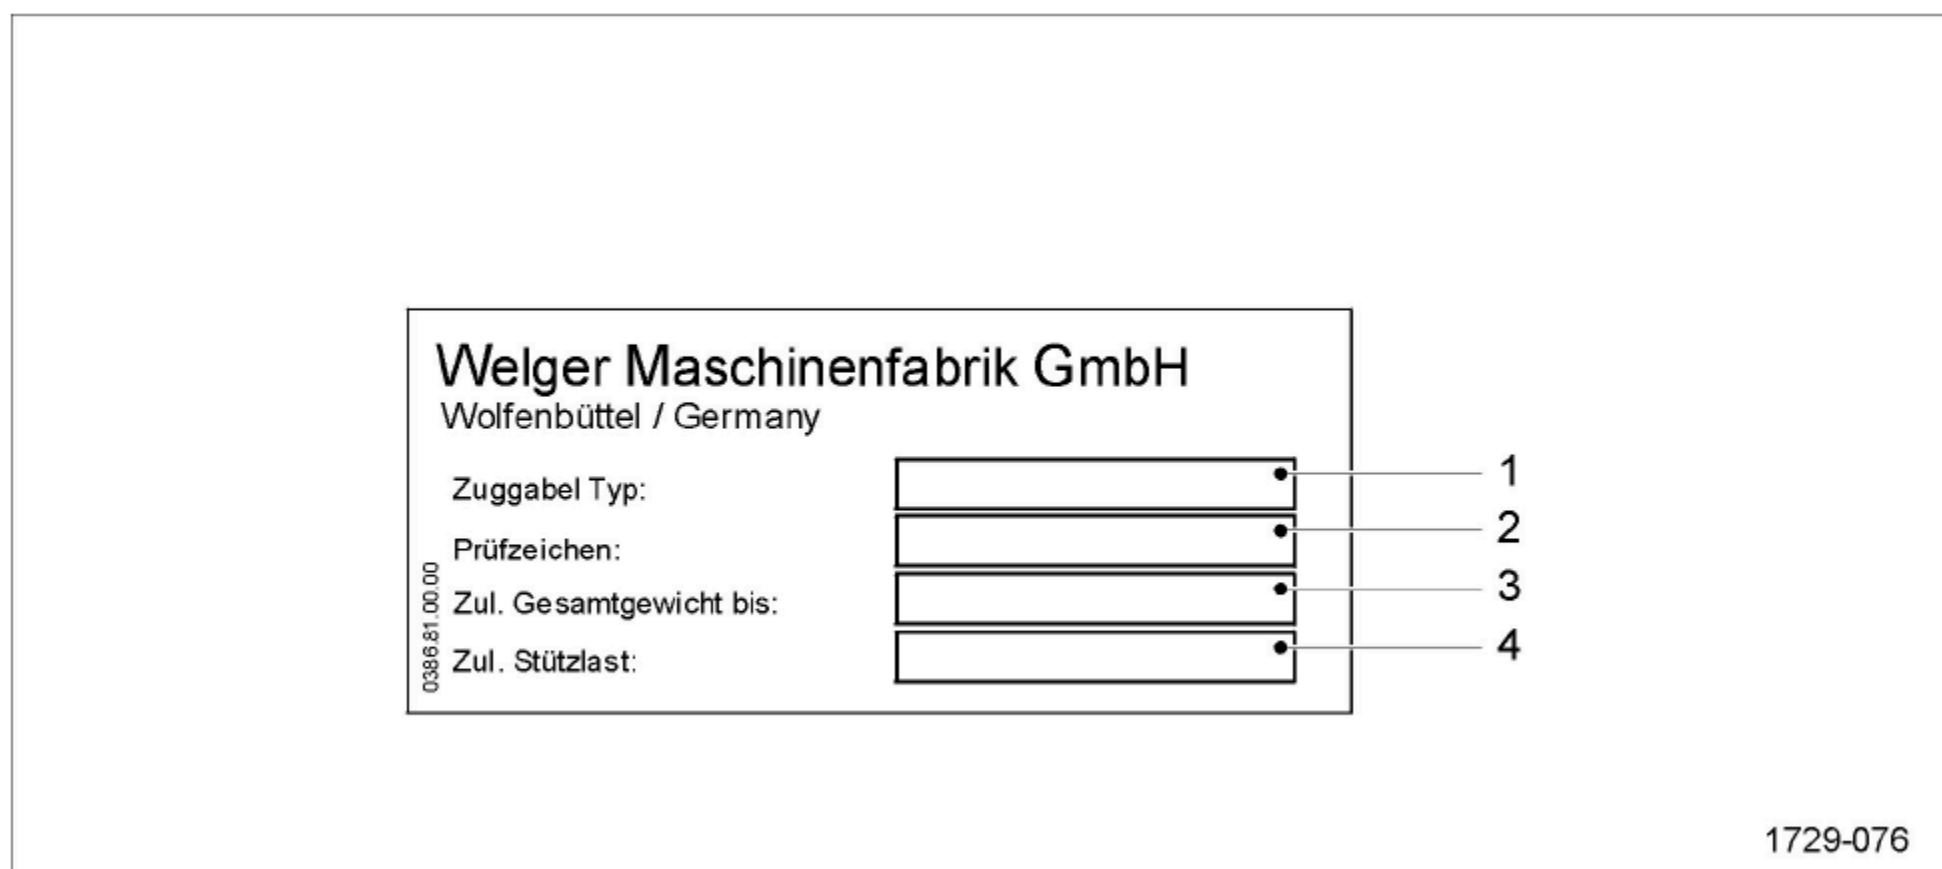 Welger Maschinenfabrik GmbH
Wolfenbüttel / Germany
Zuggabel Typ:
1
Prüfzeichen:
2
Zul. Gesamtgewicht bis:
3
Zul. Stützlast:
4
0386.81.00.00
1729-076